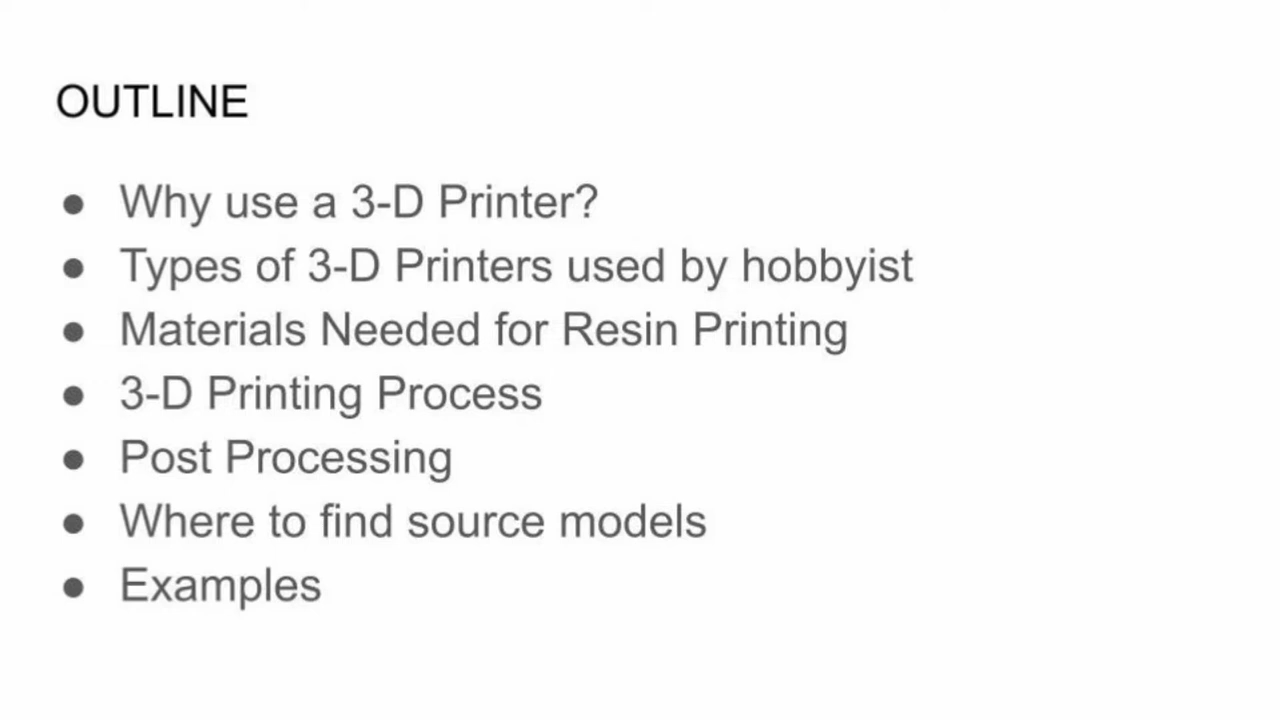 OUTLINE
● Why use a 3-D Printer?
● Types of 3-D Printers used by hobbyist
● Materials Needed for Resin Printing
● 3-D Printing Process
● Post Processing
● Where to find source models
● Examples